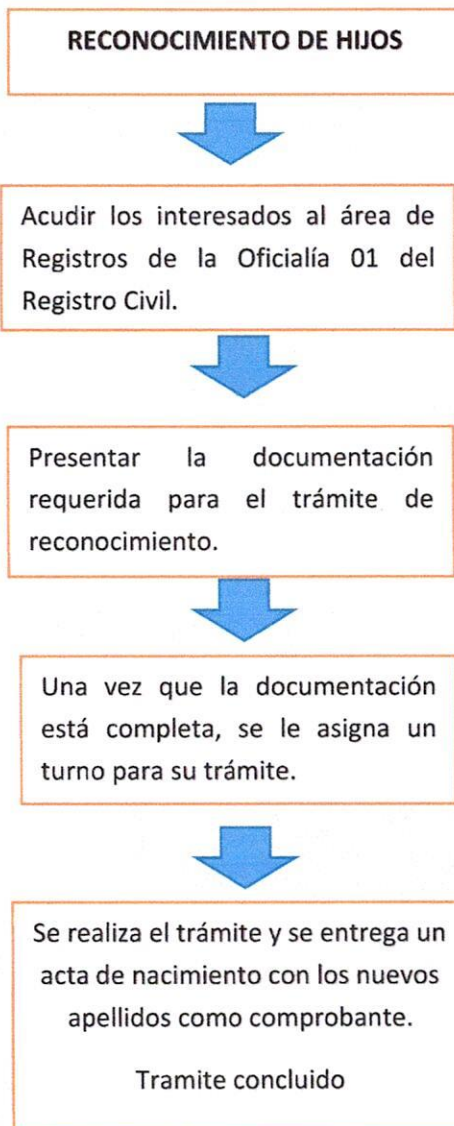 RECONOCIMIENTO DE HIJOS
Acudir los interesados al área de
Registros de la Oficialía 01 del
Registro Civil.
Presentar la documentación
requerida para el trámite de
reconocimiento.
Una vez que la documentación
está completa, se le asigna un
turno para su trámite.
Se realiza el trámite y se entrega un
acta de nacimiento con los nuevos
apellidos como comprobante.
Tramite concluido